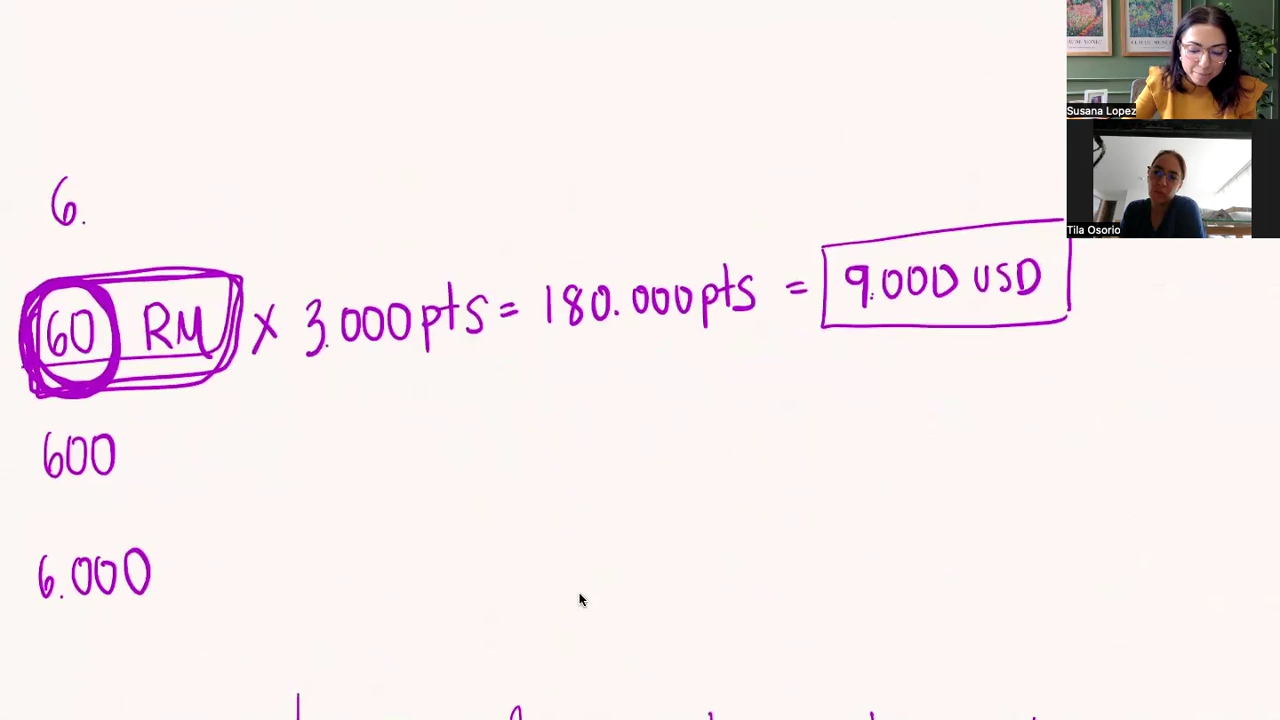 Susana Lopez
Tila Osorio
6.
60 RM x 3.000 pts = 180.000 pts = 9.000 USD
600
6.000